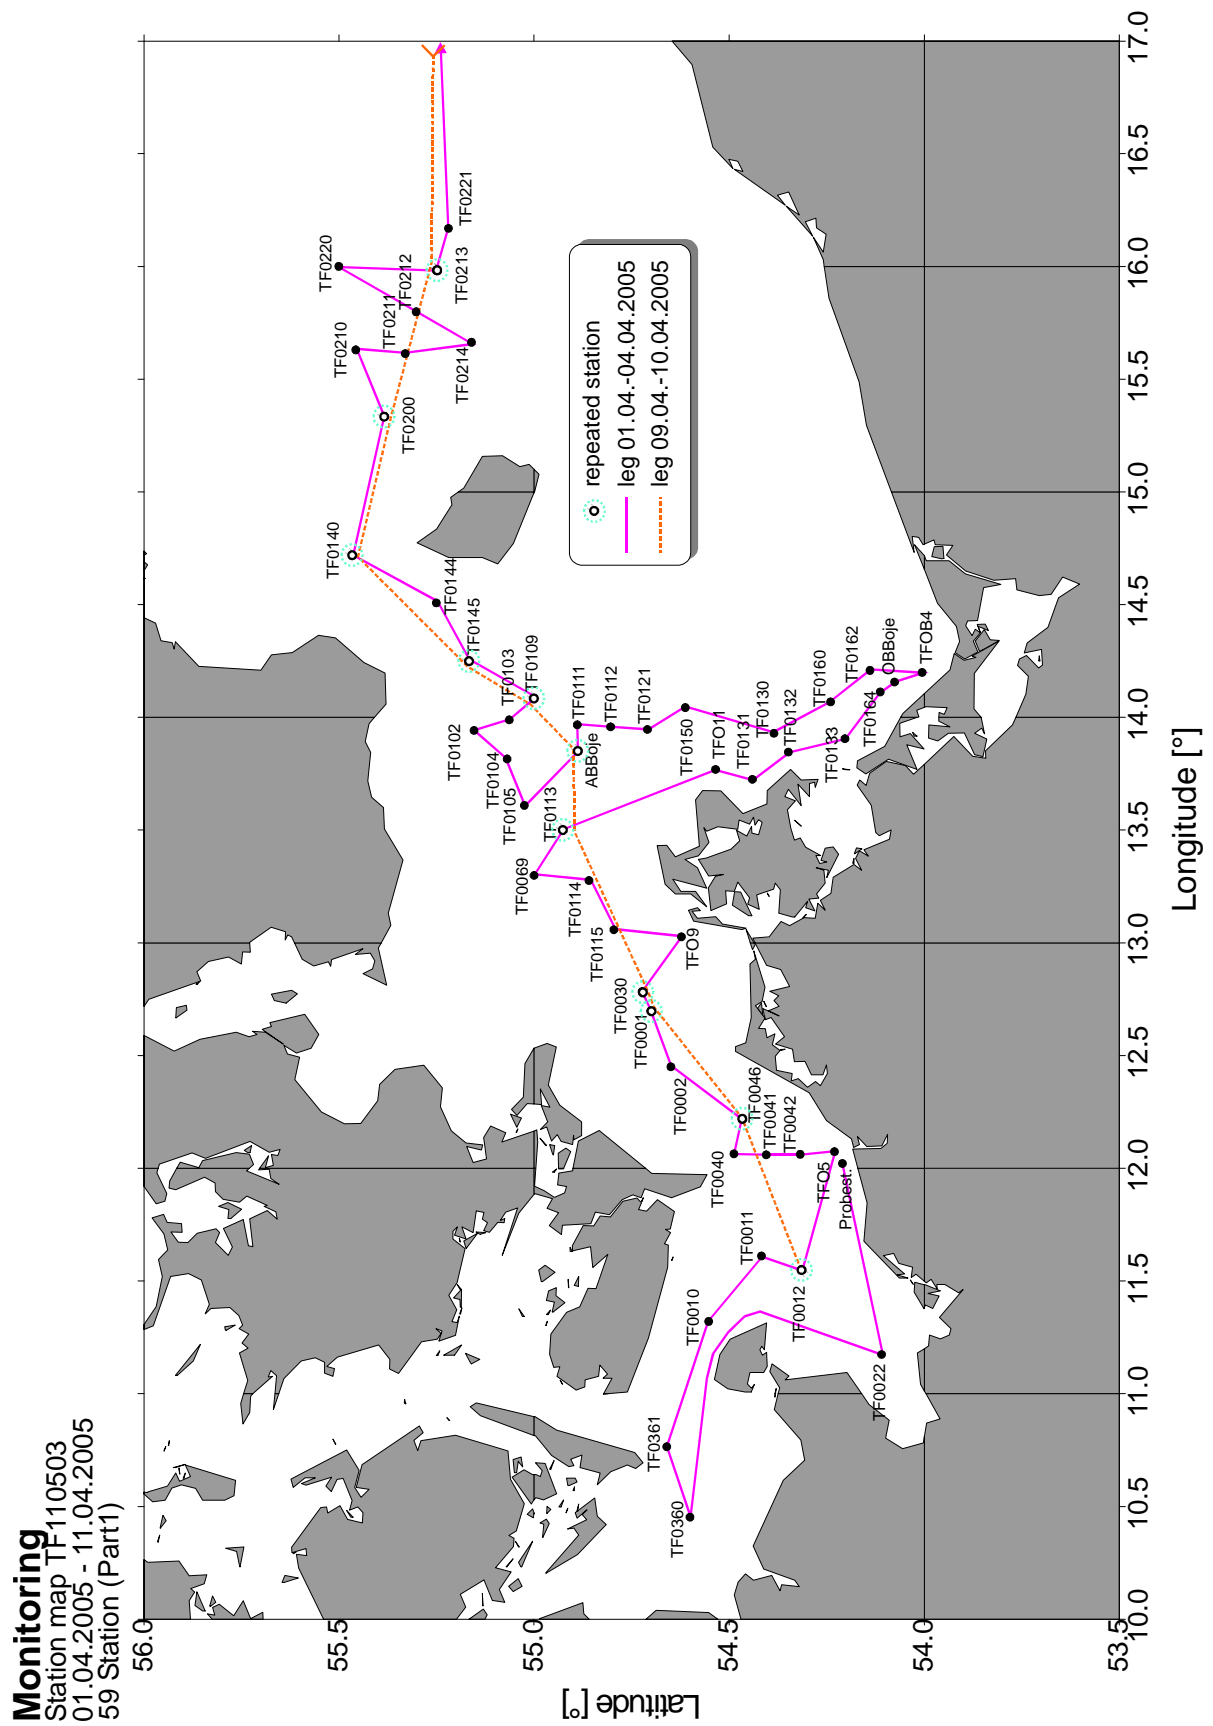 Monitoring
Station map TF110503
01.04.2005 - 11.04.2005
59 Station (Part1)
56.0
55.5
55.0
54.5
54.0
53.5
Latitude [°]
10.0
10.5
11.0
11.5
12.0
12.5
13.0
13.5
14.0
14.5
15.0
15.5
16.0
16.5
17.0
Longitude [°]
repeated station
leg 01.04.-04.04.2005
leg 09.04.-10.04.2005
TF0360
TF0361
TF0010
TF0011
TF0012
TF0022
Probest.
TFO5
TF0042
TF0041
TF0040
TF0046
TF0002
TF0001
TF0030
TFO9
TF0115
TF0114
TF0069
TF0113
TFO11
TF0131
TF0132
TF0133
TF0164
TFOB4
OBBoje
TF0162
TF0160
TF0130
TF0150
TF0121
TF0112
TF0111
ABBoje
TF0105
TF0104
TF0102
TF0103
TF0109
TF0145
TF0144
TF0140
TF0200
TF0210
TF0211
TF0214
TF0212
TF0220
TF0213
TF0221